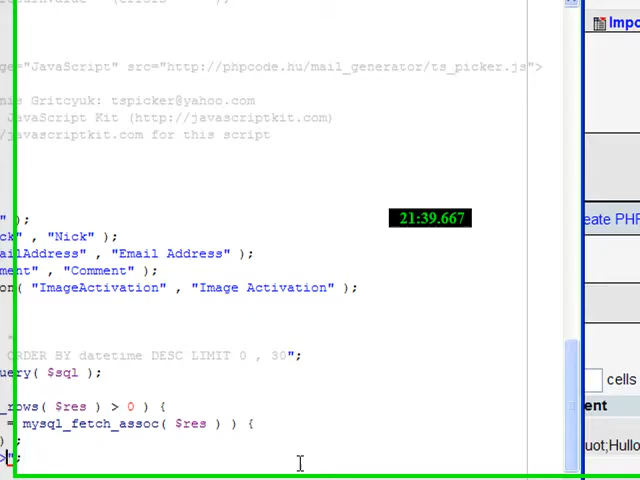 Impo
ge="JavaScript" src="http://phpcode.hu/mail_generator/ts_picker.js">
nis Gritcyuk: tspicker@yahoo.com
JavaScript Kit (http://javascriptkit.com)
/javascriptkit.com for this script
21:39.667
" );
eate PHP
ck" , "Nick" );
ailAddress" , "Email Address" );
ment" , "Comment" );
on( "ImageActivation" , "Image Activation" );
ORDER BY datetime DESC LIMIT 0 , 30";
uery( $sql );
cells
_rows( $res ) > 0 ) {
ent
= mysql_fetch_assoc( $res ) ) {
) ;
uot;Hullo
>";